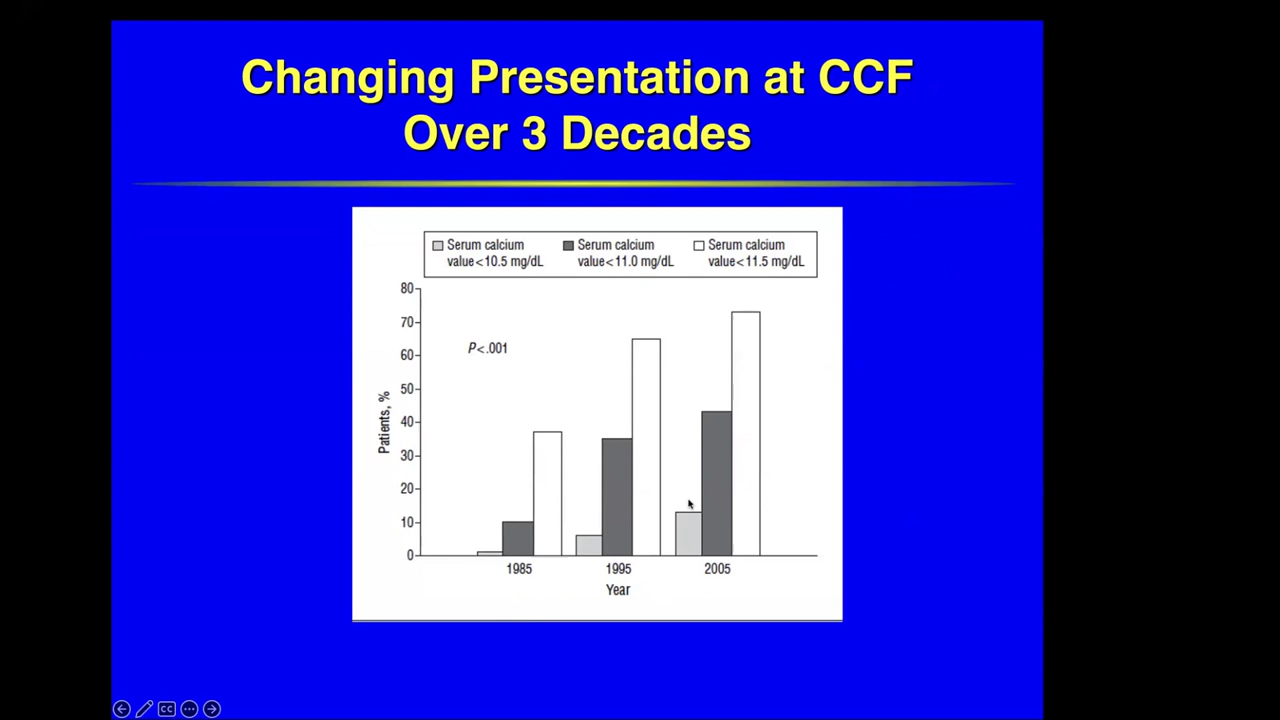 Changing Presentation at CCF
Over 3 Decades
Serum calcium
value<10.5 mg/dL
Serum calcium
value<11.0 mg/dL
Serum calcium
value<11.5 mg/dL
80
70
60
50
40
30
20
10
0
P<.001
Patients, %
1985
1995
2005
Year
CC